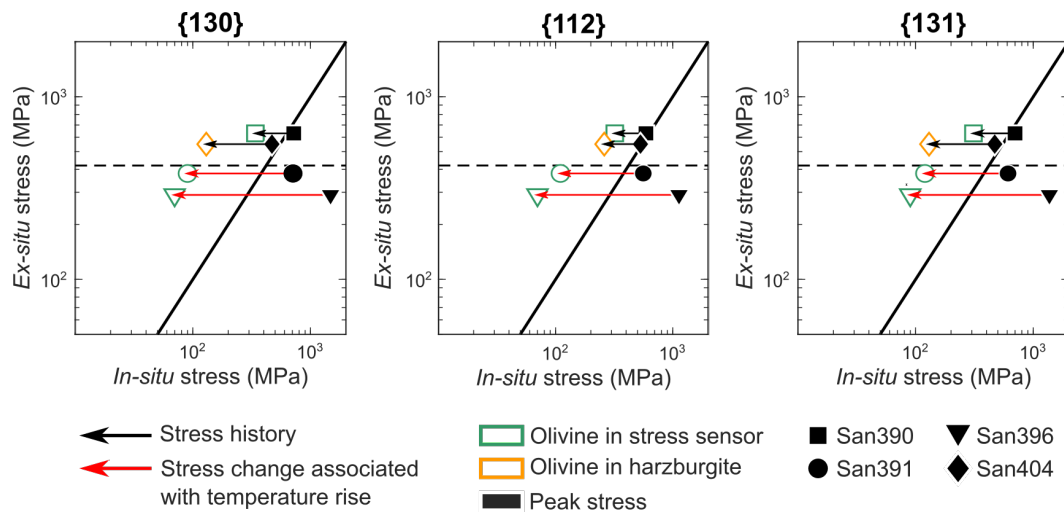 {130}
{112}
{131}
Ex-situ stress (MPa)
10³
10²
10²
10³
In-situ stress (MPa)
Ex-situ stress (MPa)
10³
10²
10²
10³
In-situ stress (MPa)
Ex-situ stress (MPa)
10³
10²
10²
10³
In-situ stress (MPa)
Stress history
Stress change associated
with temperature rise
Olivine in stress sensor
Olivine in harzburgite
Peak stress
San390
San396
San391
San404